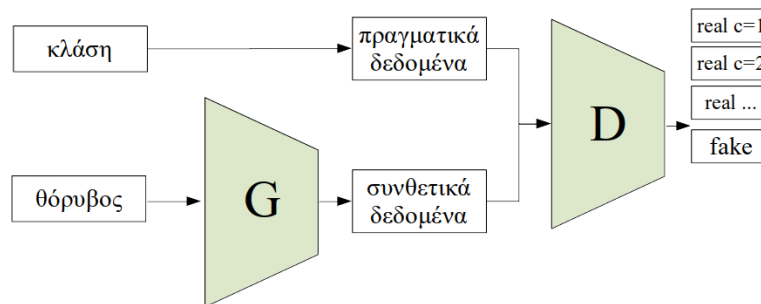 κλάση
πραγματικά
δεδομένα
real c=1
real c=2
real ...
fake
D
θόρυβος
G
συνθετικά
δεδομένα